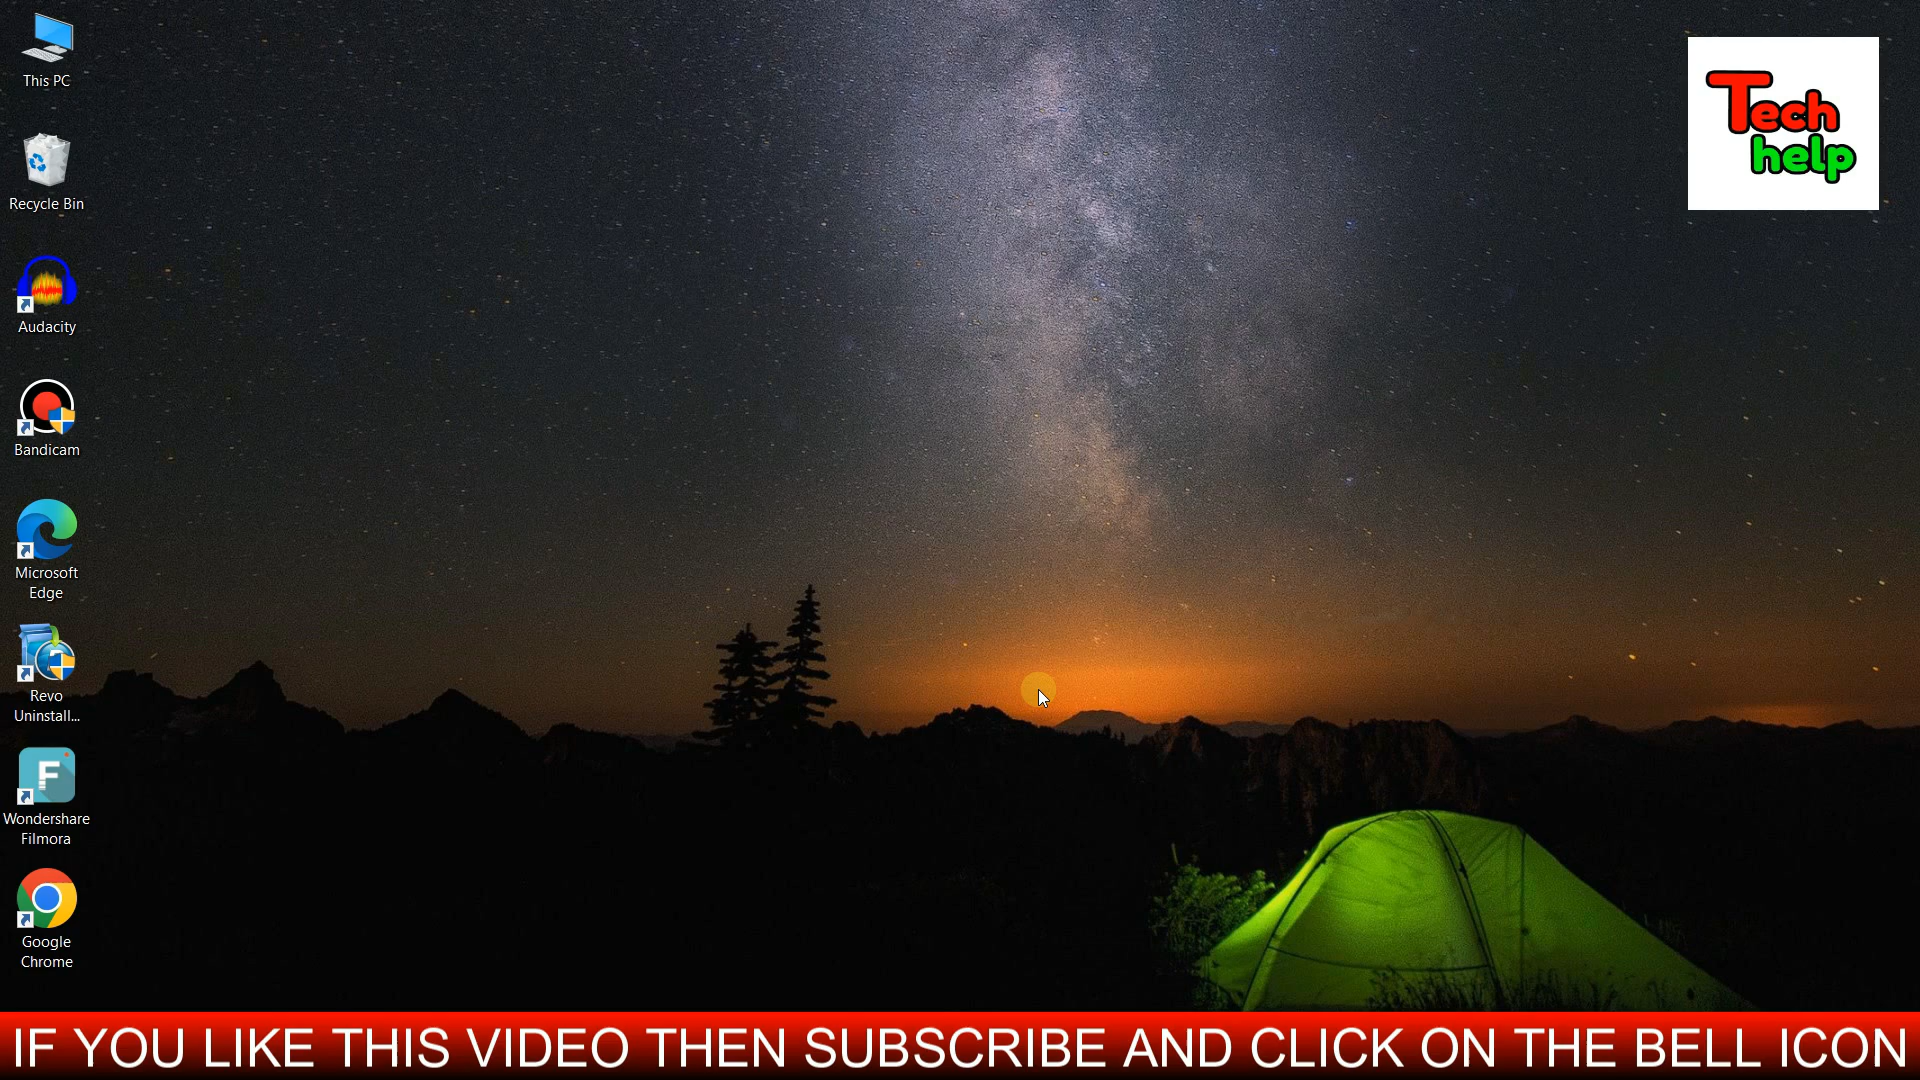 This PC
Recycle Bin
Audacity
Bandicam
Microsoft
Edge
Revo
Uninstall...
F
Wondershare
Filmora
Google
Chrome
Tech
help
IF YOU LIKE THIS VIDEO THEN SUBSCRIBE AND CLICK ON THE BELL ICON